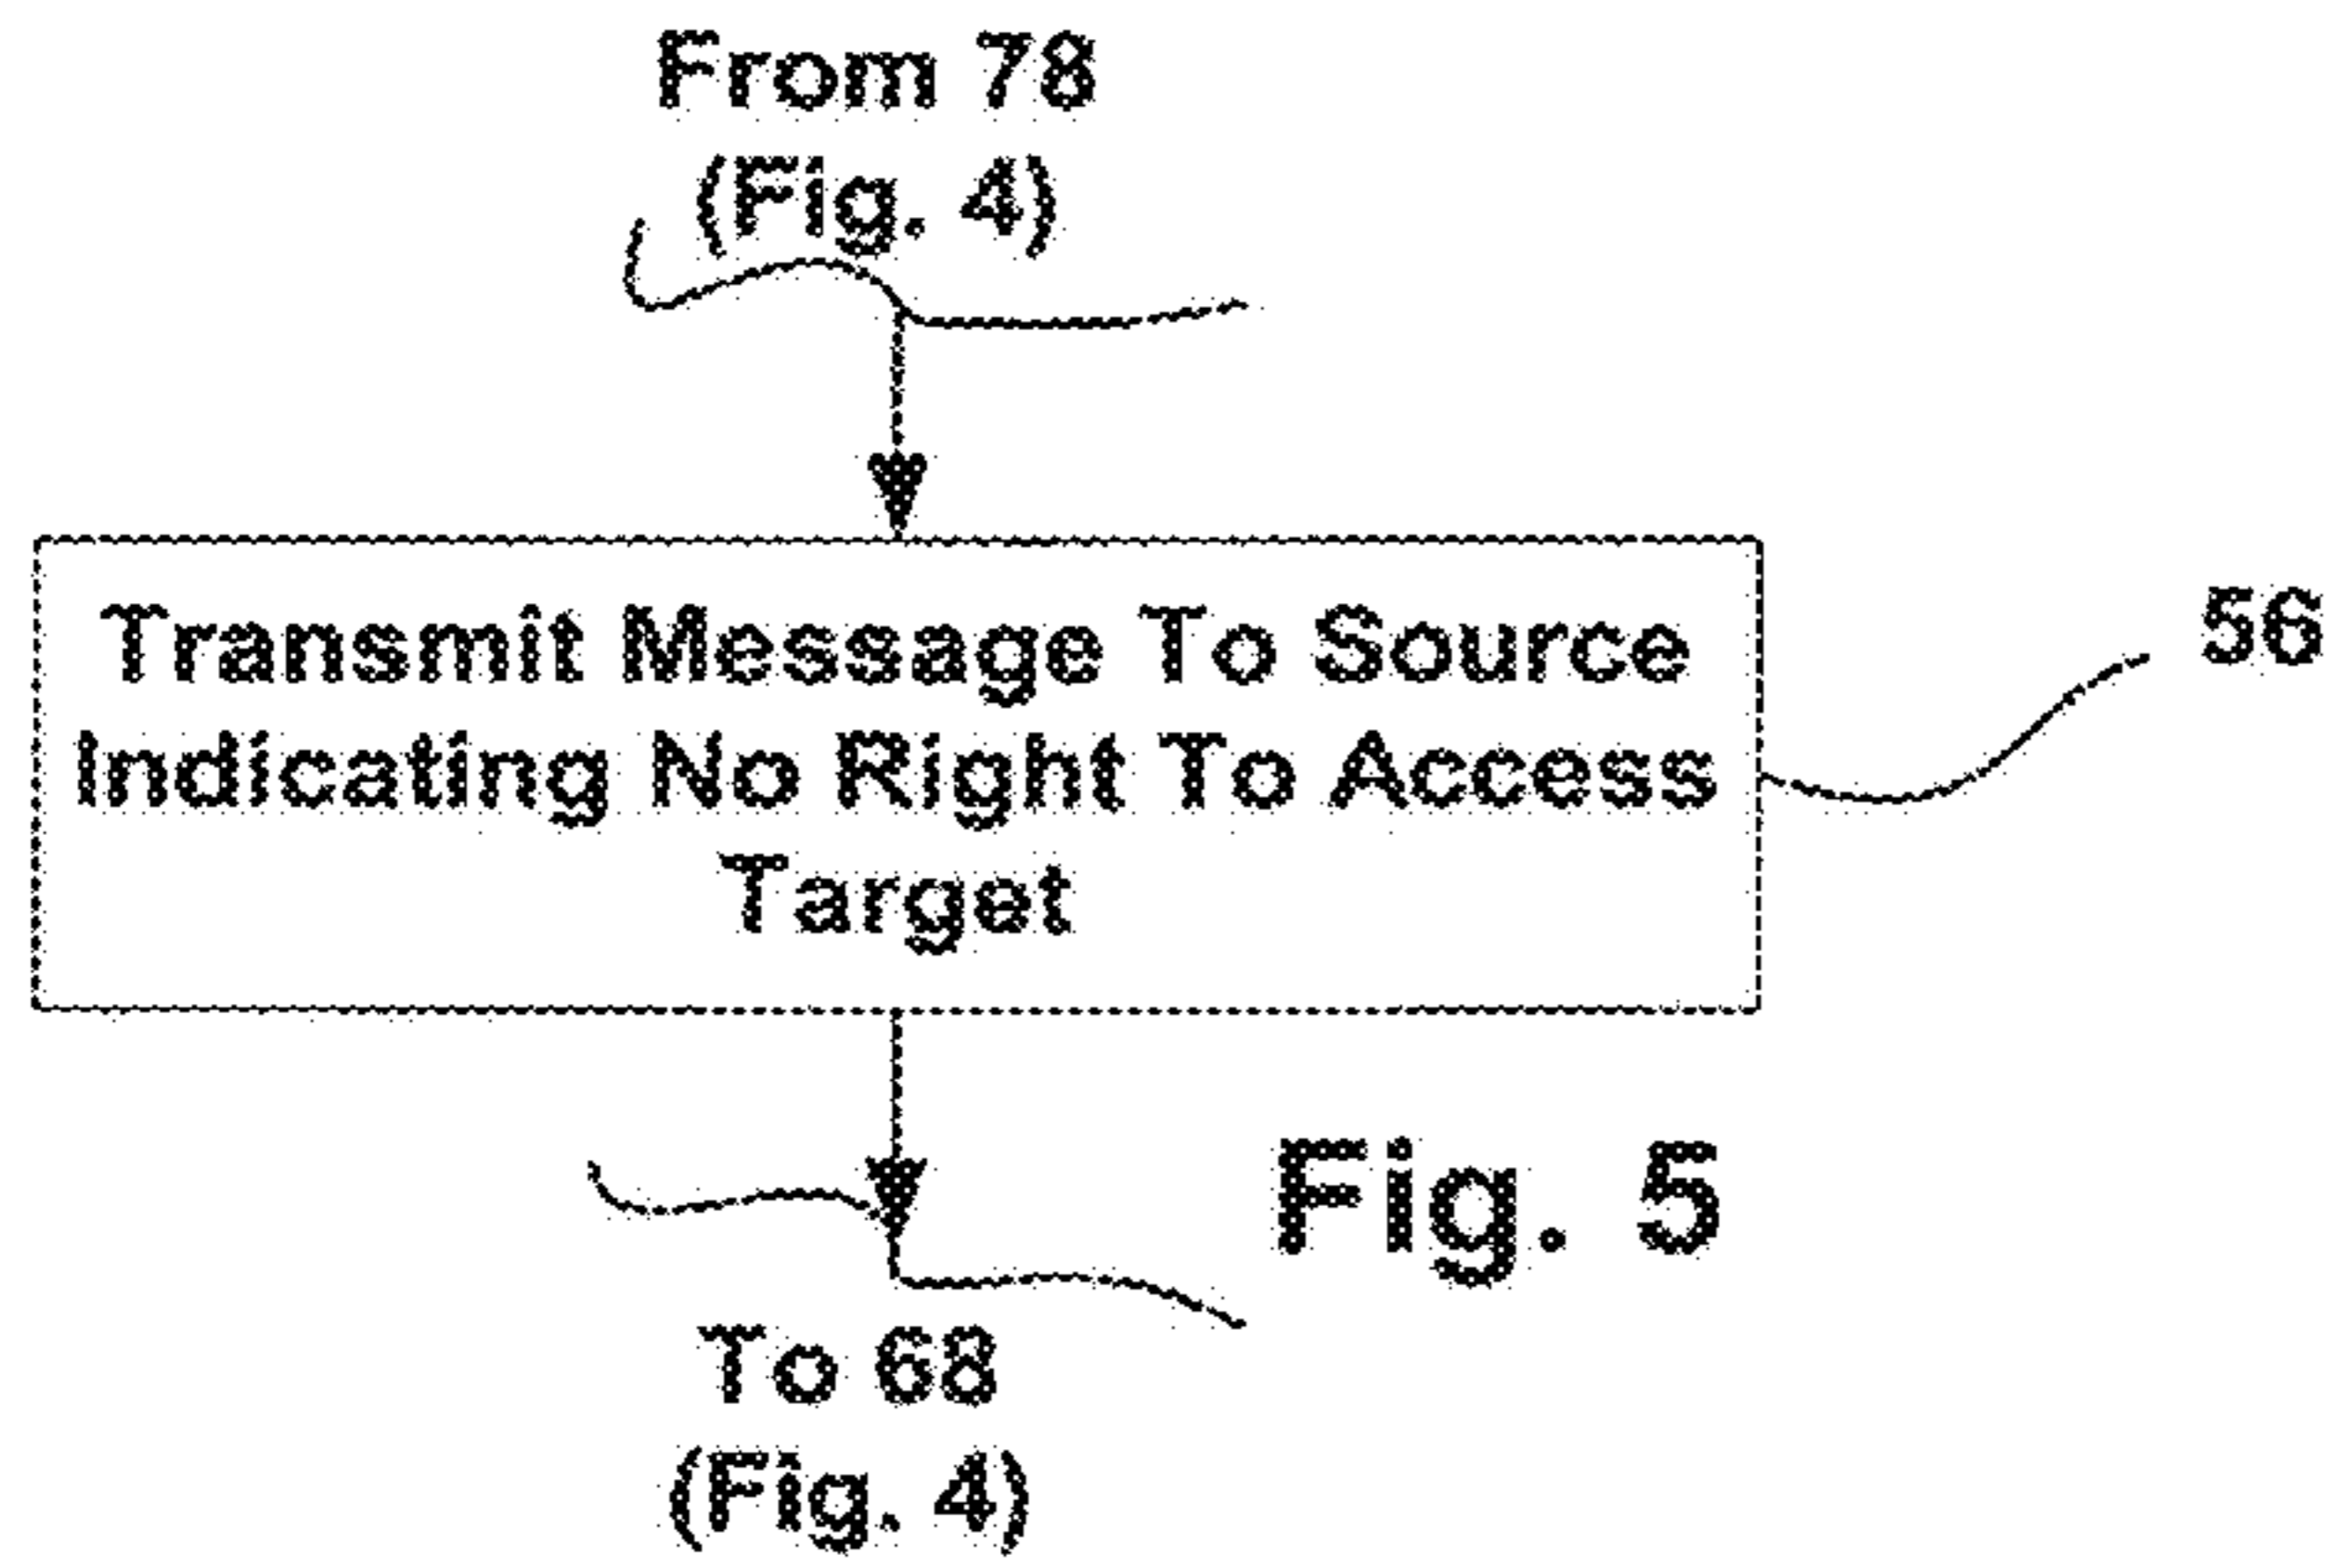 From 78
(Fig. 4)
Transmit Message To Source
Indicating No Right To Access
Target
56
Fig. 5
To 68
(Fig. 4)